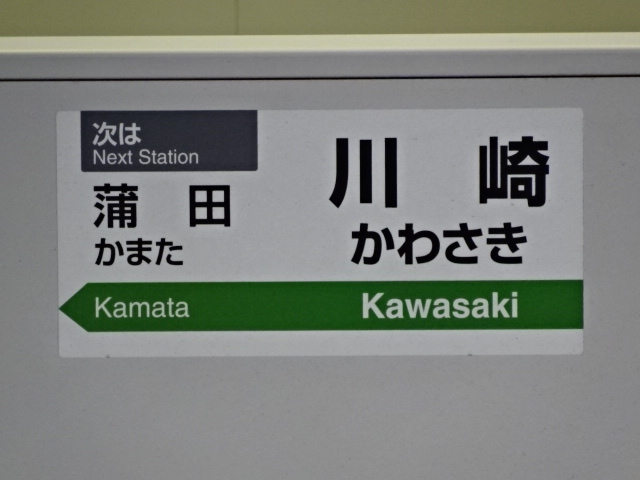 次は
Next Station
蒲田
かまた
川崎
かわさき
Kamata
Kawasaki